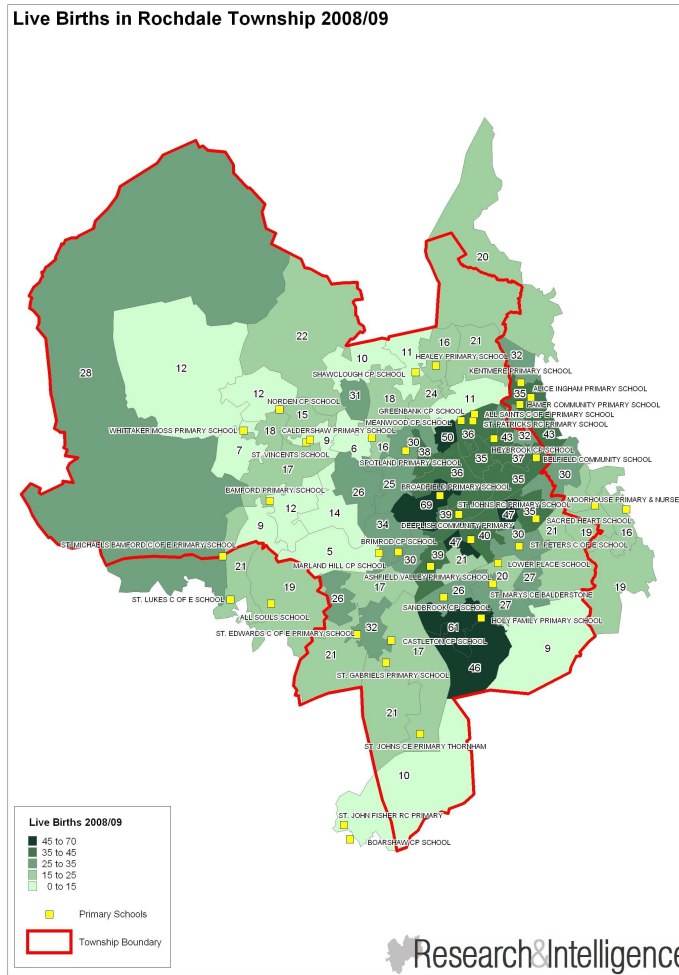 Live Births in Rochdale Township 2008/09
20
22
16
21
10
11
HEALEY PRIMARY SCHOOL
32
KENTMERE PRIMARY SCHOOL
28
12
SHAWCLOUGH CP SCHOOL
ALICE INGHAM PRIMARY SCHOOL
12
31
18
24
11
35
HAMER COMMUNITY PRIMARY SCHOOL
NORDEN CP SCHOOL
15
GREENBANK CP SCHOOL
ALL SAINTS C OF E PRIMARY SCHOOL
MEANWOOD CP SCHOOL
ST. PATRICKS RC PRIMARY SCHOOL
WHITTAKER MOSS PRIMARY SCHOOL
18
CALDERSHAW PRIMARY SCHOOL
50
36
43
32
43
7
9
6
16
30
38
HEYBROOK CP SCHOOL
ST. VINCENTS SCHOOL
SPOTLAND PRIMARY SCHOOL
35
37
BELFIELD COMMUNITY SCHOOL
17
36
35
30
25
BAMFORD PRIMARY SCHOOL
26
BROADFIELD PRIMARY SCHOOL
MOORHOUSE PRIMARY & NURSE
12
69
ST. JOHNS RC PRIMARY SCHOOL
9
14
34
39
47
35
SACRED HEART SCHOOL
DEEPLISH COMMUNITY PRIMARY
21
19
16
ST. MICHAELS BAMFORD C OF E PRIMARY SCHOOL
5
BRIMROD CP SCHOOL
47
40
30
ST. PETERS C OF E SCHOOL
21
MARLAND HILL CP SCHOOL
30
39
21
LOWER PLACE SCHOOL
ASHFIELD VALLEY PRIMARY SCHOOL
20
27
19
17
19
ST. LUKES C OF E SCHOOL
26
26
ST. MARYS CE BALDERSTONE
ALL SOULS SCHOOL
SANDBROOK CP SCHOOL
27
HOLY FAMILY PRIMARY SCHOOL
ST. EDWARDS C OF E PRIMARY SCHOOL
32
61
CASTLETON CP SCHOOL
21
17
9
46
ST. GABRIELS PRIMARY SCHOOL
21
ST. JOHNS CE PRIMARY THORNHAM
10
ST. JOHN FISHER RC PRIMARY
BOARSHAW CP SCHOOL
Live Births 2008/09
45 to 70
35 to 45
25 to 35
15 to 25
0 to 15
Primary Schools
Township Boundary
Research&Intelligence